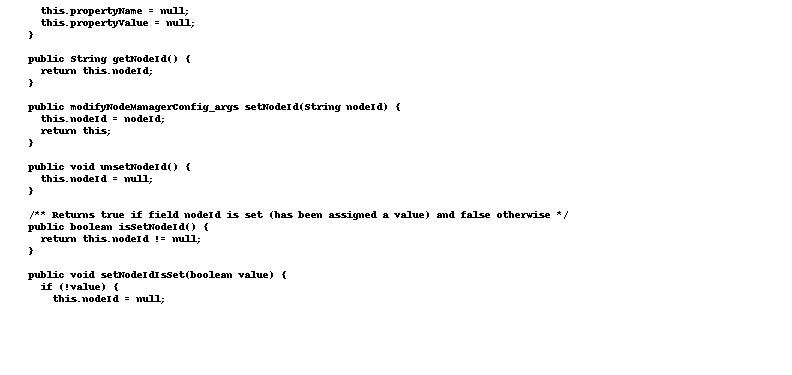 this.propertyName = null;
this.propertyValue = null;
}

public String getNodeId() {
return this.nodeId;
}

public modifyNodeManagerConfig_args setNodeId(String nodeId) {
this.nodeId = nodeId;
return this;
}

public void unsetNodeId() {
this.nodeId = null;
}

/** Returns true if field nodeId is set (has been assigned a value) and false otherwise */
public boolean isSetNodeId() {
return this.nodeId != null;
}

public void setNodeIdIsSet(boolean value) {
if (!value) {
this.nodeId = null;